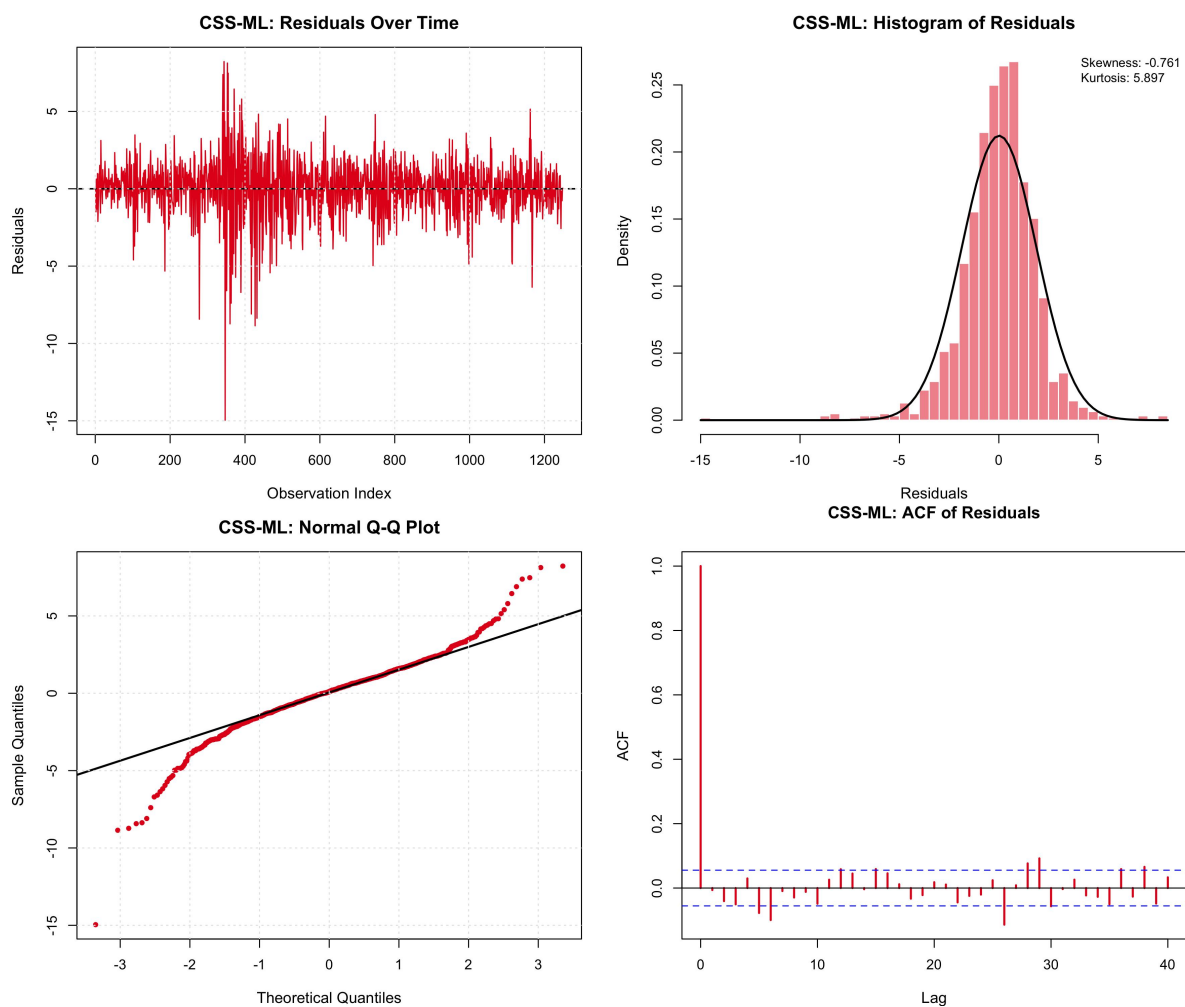 CSS-ML: Residuals Over Time
5
0
-5
-10
-15
Residuals
0 200 400 600 800 1000 1200
Observation Index
CSS-ML: Histogram of Residuals
Skewness: -0.761
Kurtosis: 5.897
0.25
0.20
0.15
0.10
0.05
0.00
Density
-15 -10 -5 0 5
Residuals
CSS-ML: Normal Q-Q Plot
5
0
-5
-10
-15
Sample Quantiles
-3 -2 -1 0 1 2 3
Theoretical Quantiles
CSS-ML: ACF of Residuals
1.0
0.8
0.6
0.4
0.2
0.0
ACF
0 10 20 30 40
Lag